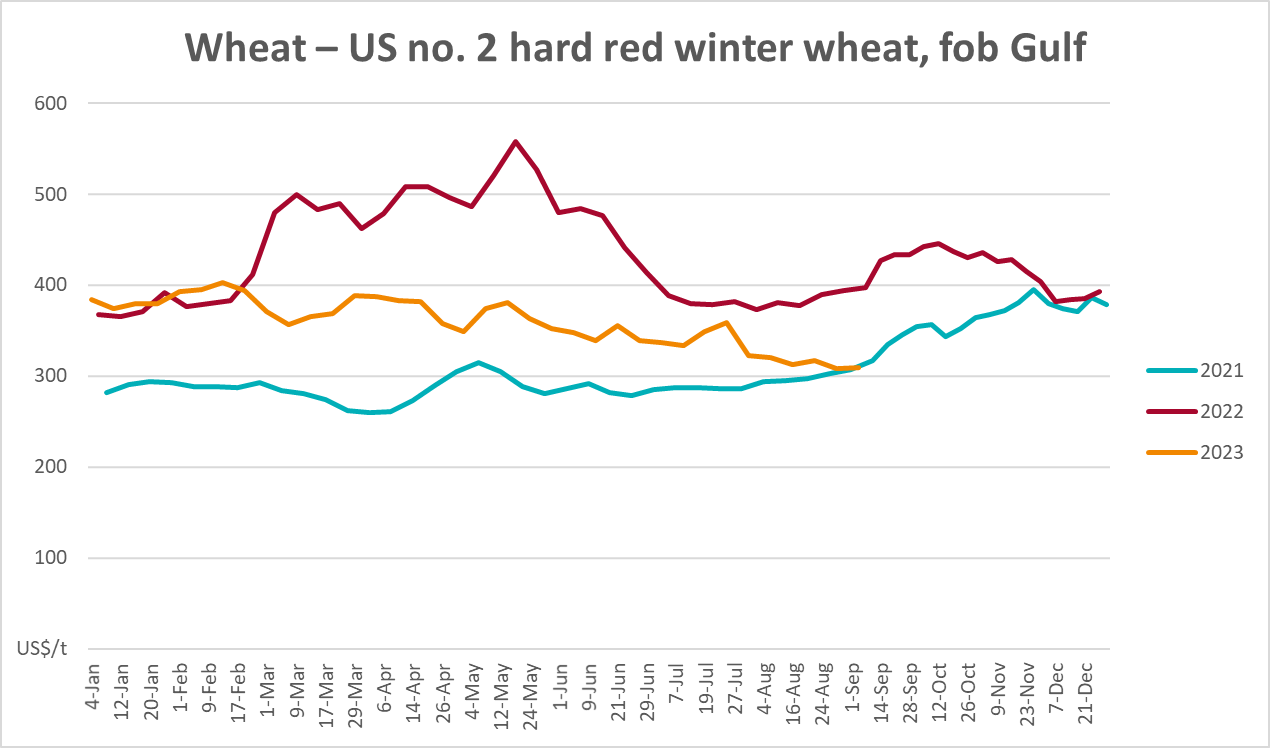 Wheat – US no. 2 hard red winter wheat, fob Gulf
600
500
400
300
200
100
US$/t
4-Jan
12-Jan
20-Jan
1-Feb
9-Feb
17-Feb
1-Mar
9-Mar
17-Mar
29-Mar
6-Apr
14-Apr
26-Apr
4-May
12-May
24-May
1-Jun
9-Jun
21-Jun
29-Jun
7-Jul
19-Jul
27-Jul
4-Aug
16-Aug
24-Aug
1-Sep
14-Sep
28-Sep
12-Oct
26-Oct
9-Nov
23-Nov
7-Dec
21-Dec
2021
2022
2023